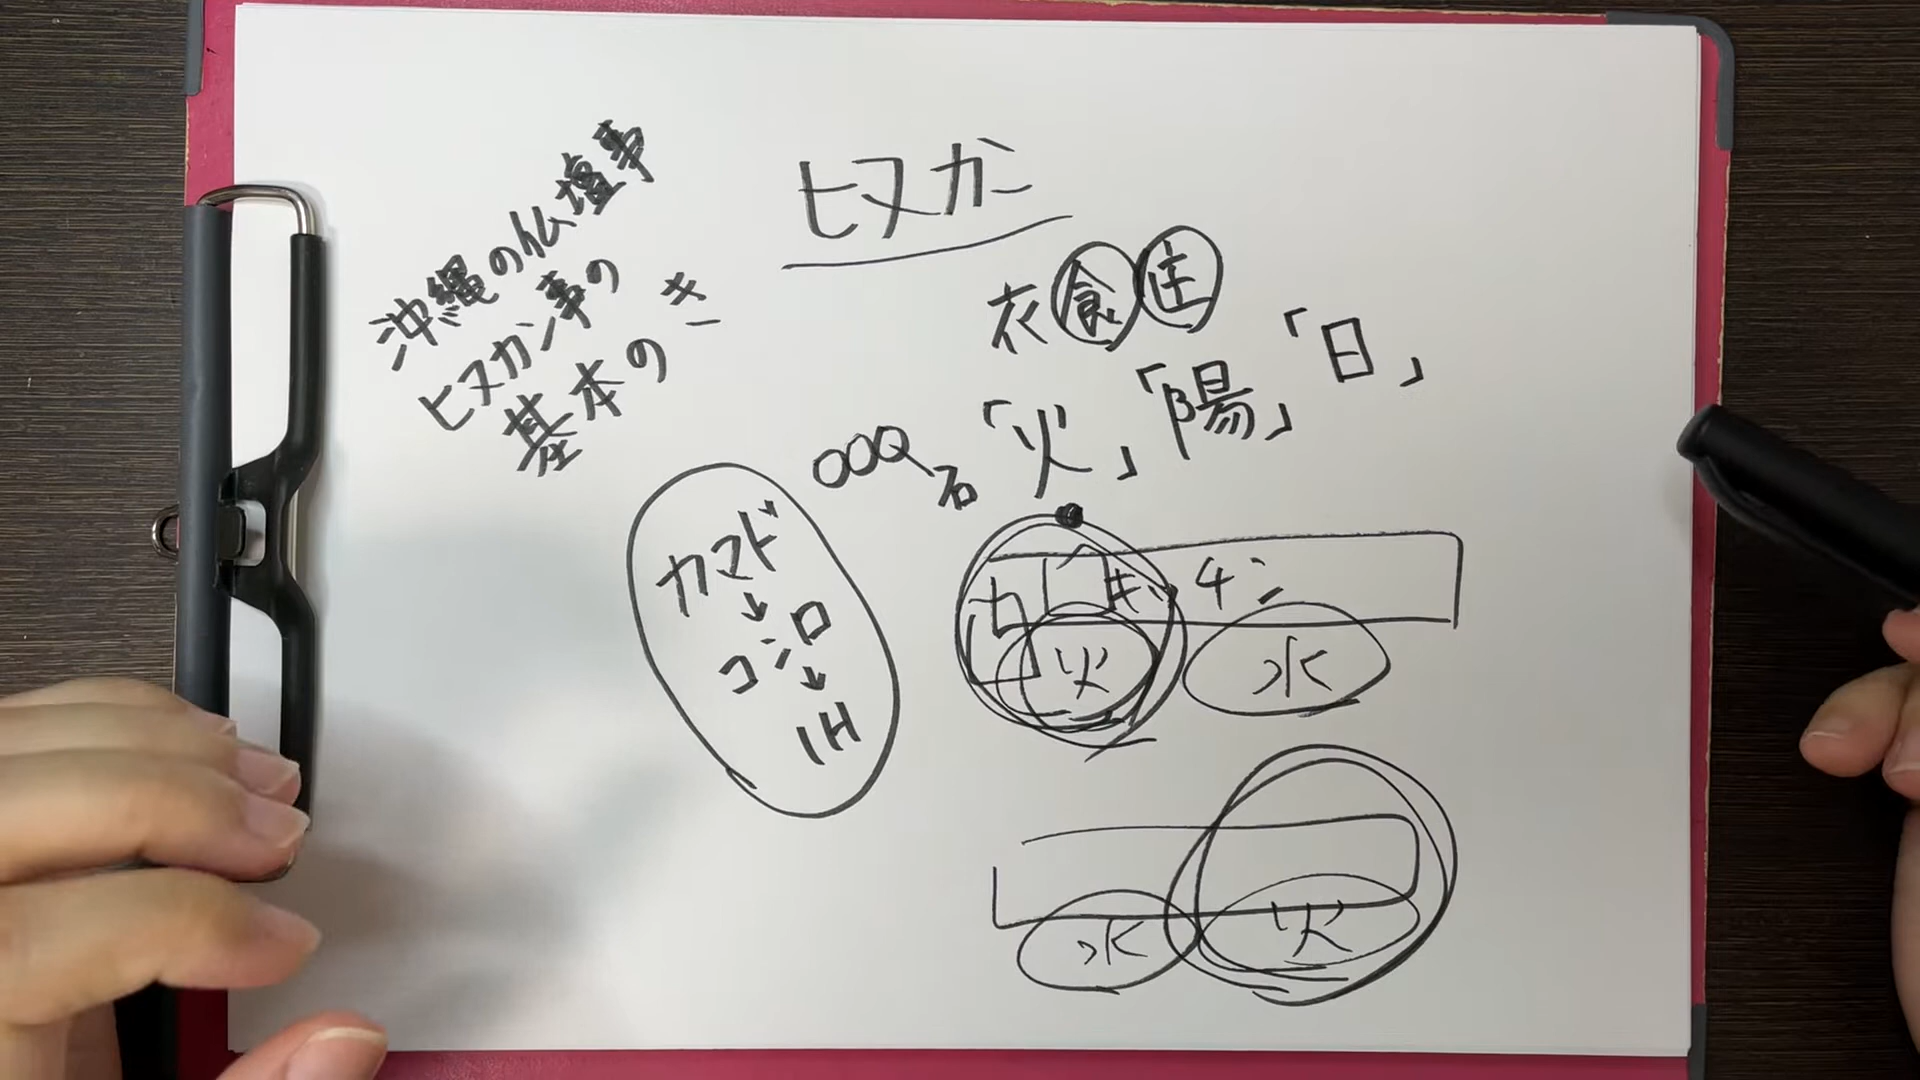 沖縄の仏壇事
ヒヌカン事の
基本のき
ヒヌカン
衣食住
「火」「陽」「日」
石
カマド
↓
コンロ
↓
IH
キッチン
火
水
水
火